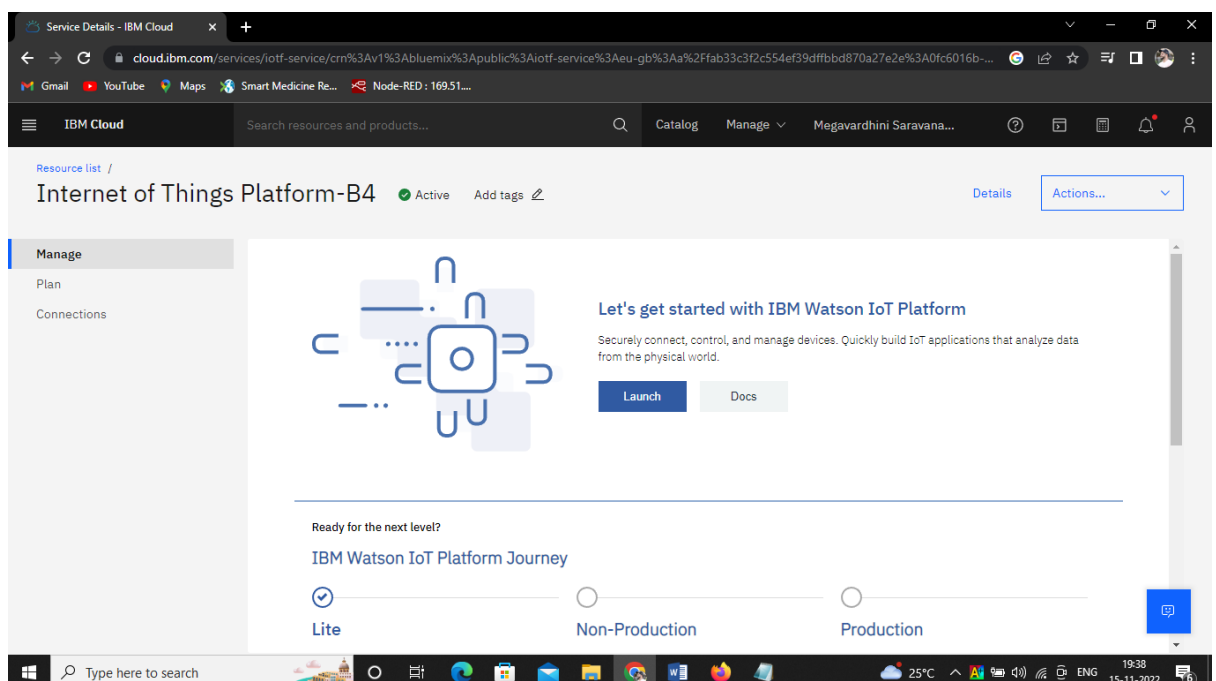 Service Details - IBM Cloud
cloud.ibm.com/services/iotf-service/crn%3Av1%3Abluemix%3Apublic%3Aiotf-service%3Aeu-gb%3Aa%2Ffab33c3f2c554ef39dffbbd870a27e2e%3A0fc6016b-...
Gmail YouTube Maps Smart Medicine Re... Node-RED : 169.51....
IBM Cloud Search resources and products... Catalog Manage Megavardhini Saravana...
Resource list /
Internet of Things Platform-B4 Active Add tags Details Actions...
Manage
Plan
Connections
Let's get started with IBM Watson IoT Platform
Securely connect, control, and manage devices. Quickly build IoT applications that analyze data
from the physical world.
Launch Docs
Ready for the next level?
IBM Watson IoT Platform Journey
Lite Non-Production Production
Type here to search 25°C ENG 19:38
15-11-2022